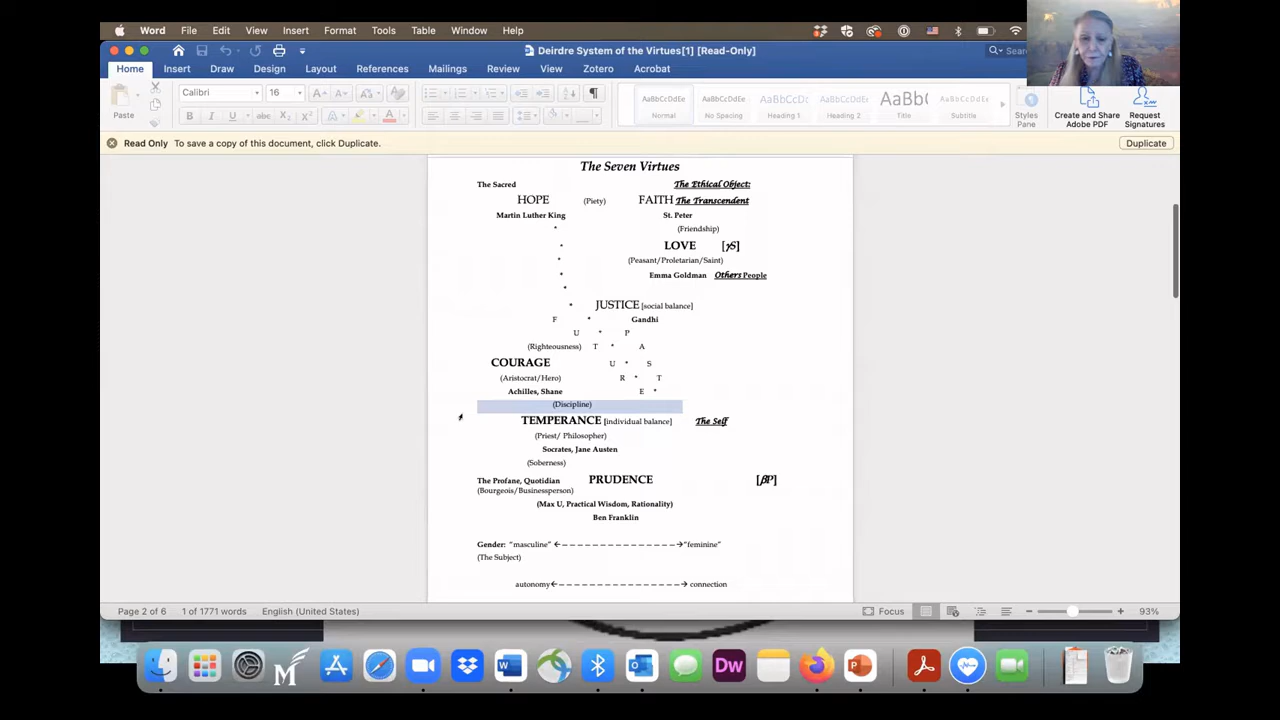 Word File Edit View Insert Format Tools Table Window Help
Deirdre System of the Virtues[1] [Read-Only]
Home Insert Draw Design Layout References Mailings Review View Zotero Acrobat
Paste
Calibri 16
AaBbCcDdEe AaBbCcDdEe AaBbCcDc AaBbCcDdEe AaBb( AaBbCcDdEe
Normal No Spacing Heading 1 Heading 2 Title Subtitle
Styles Pane
Create and Share Adobe PDF
Request Signatures
Read Only To save a copy of this document, click Duplicate.
Duplicate
The Seven Virtues
The Sacred The Ethical Object:
HOPE (Piety) FAITH The Transcendent
Martin Luther King St. Peter
(Friendship)
LOVE
(Peasant/Proletarian/Saint)
Emma Goldman Others People
JUSTICE [social balance]
F * Gandhi
U * P
(Righteousness) T * A
COURAGE U * S
(Aristocrat/Hero) R * T
Achilles, Shane E *
(Discipline)
TEMPERANCE [individual balance] The Self
(Priest/ Philosopher)
Socrates, Jane Austen
(Soberness)
The Profane, Quotidian PRUDENCE [βP]
(Bourgeois/Businessperson)
(Max U, Practical Wisdom, Rationality)
Ben Franklin
Gender: “masculine” ←– – – – – – – – – – – – – – – –→“feminine”
(The Subject)
autonomy←– – – – – – – – – – – – – – – – –→ connection
Page 2 of 6 1 of 1771 words English (United States)
Focus
93%
W Dw P